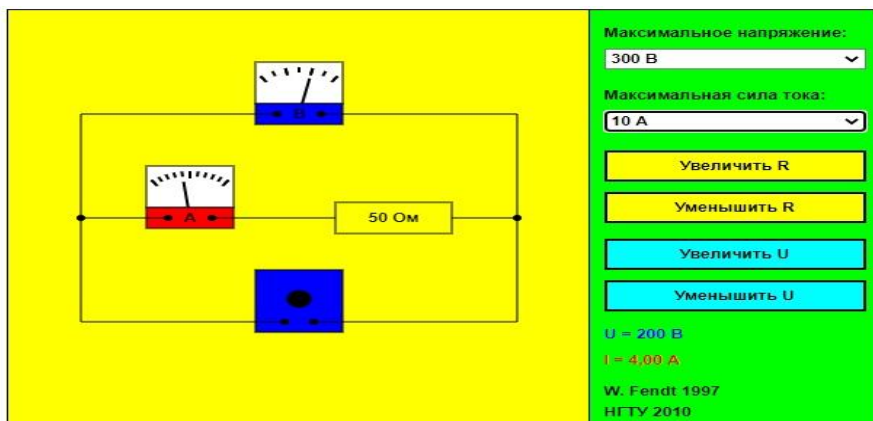 В
А
50 Ом
Максимальное напряжение:
300 В
Максимальная сила тока:
10 А
Увеличить R
Уменьшить R
Увеличить U
Уменьшить U
U = 200 В
I = 4,00 А
W. Fendt 1997
НГТУ 2010